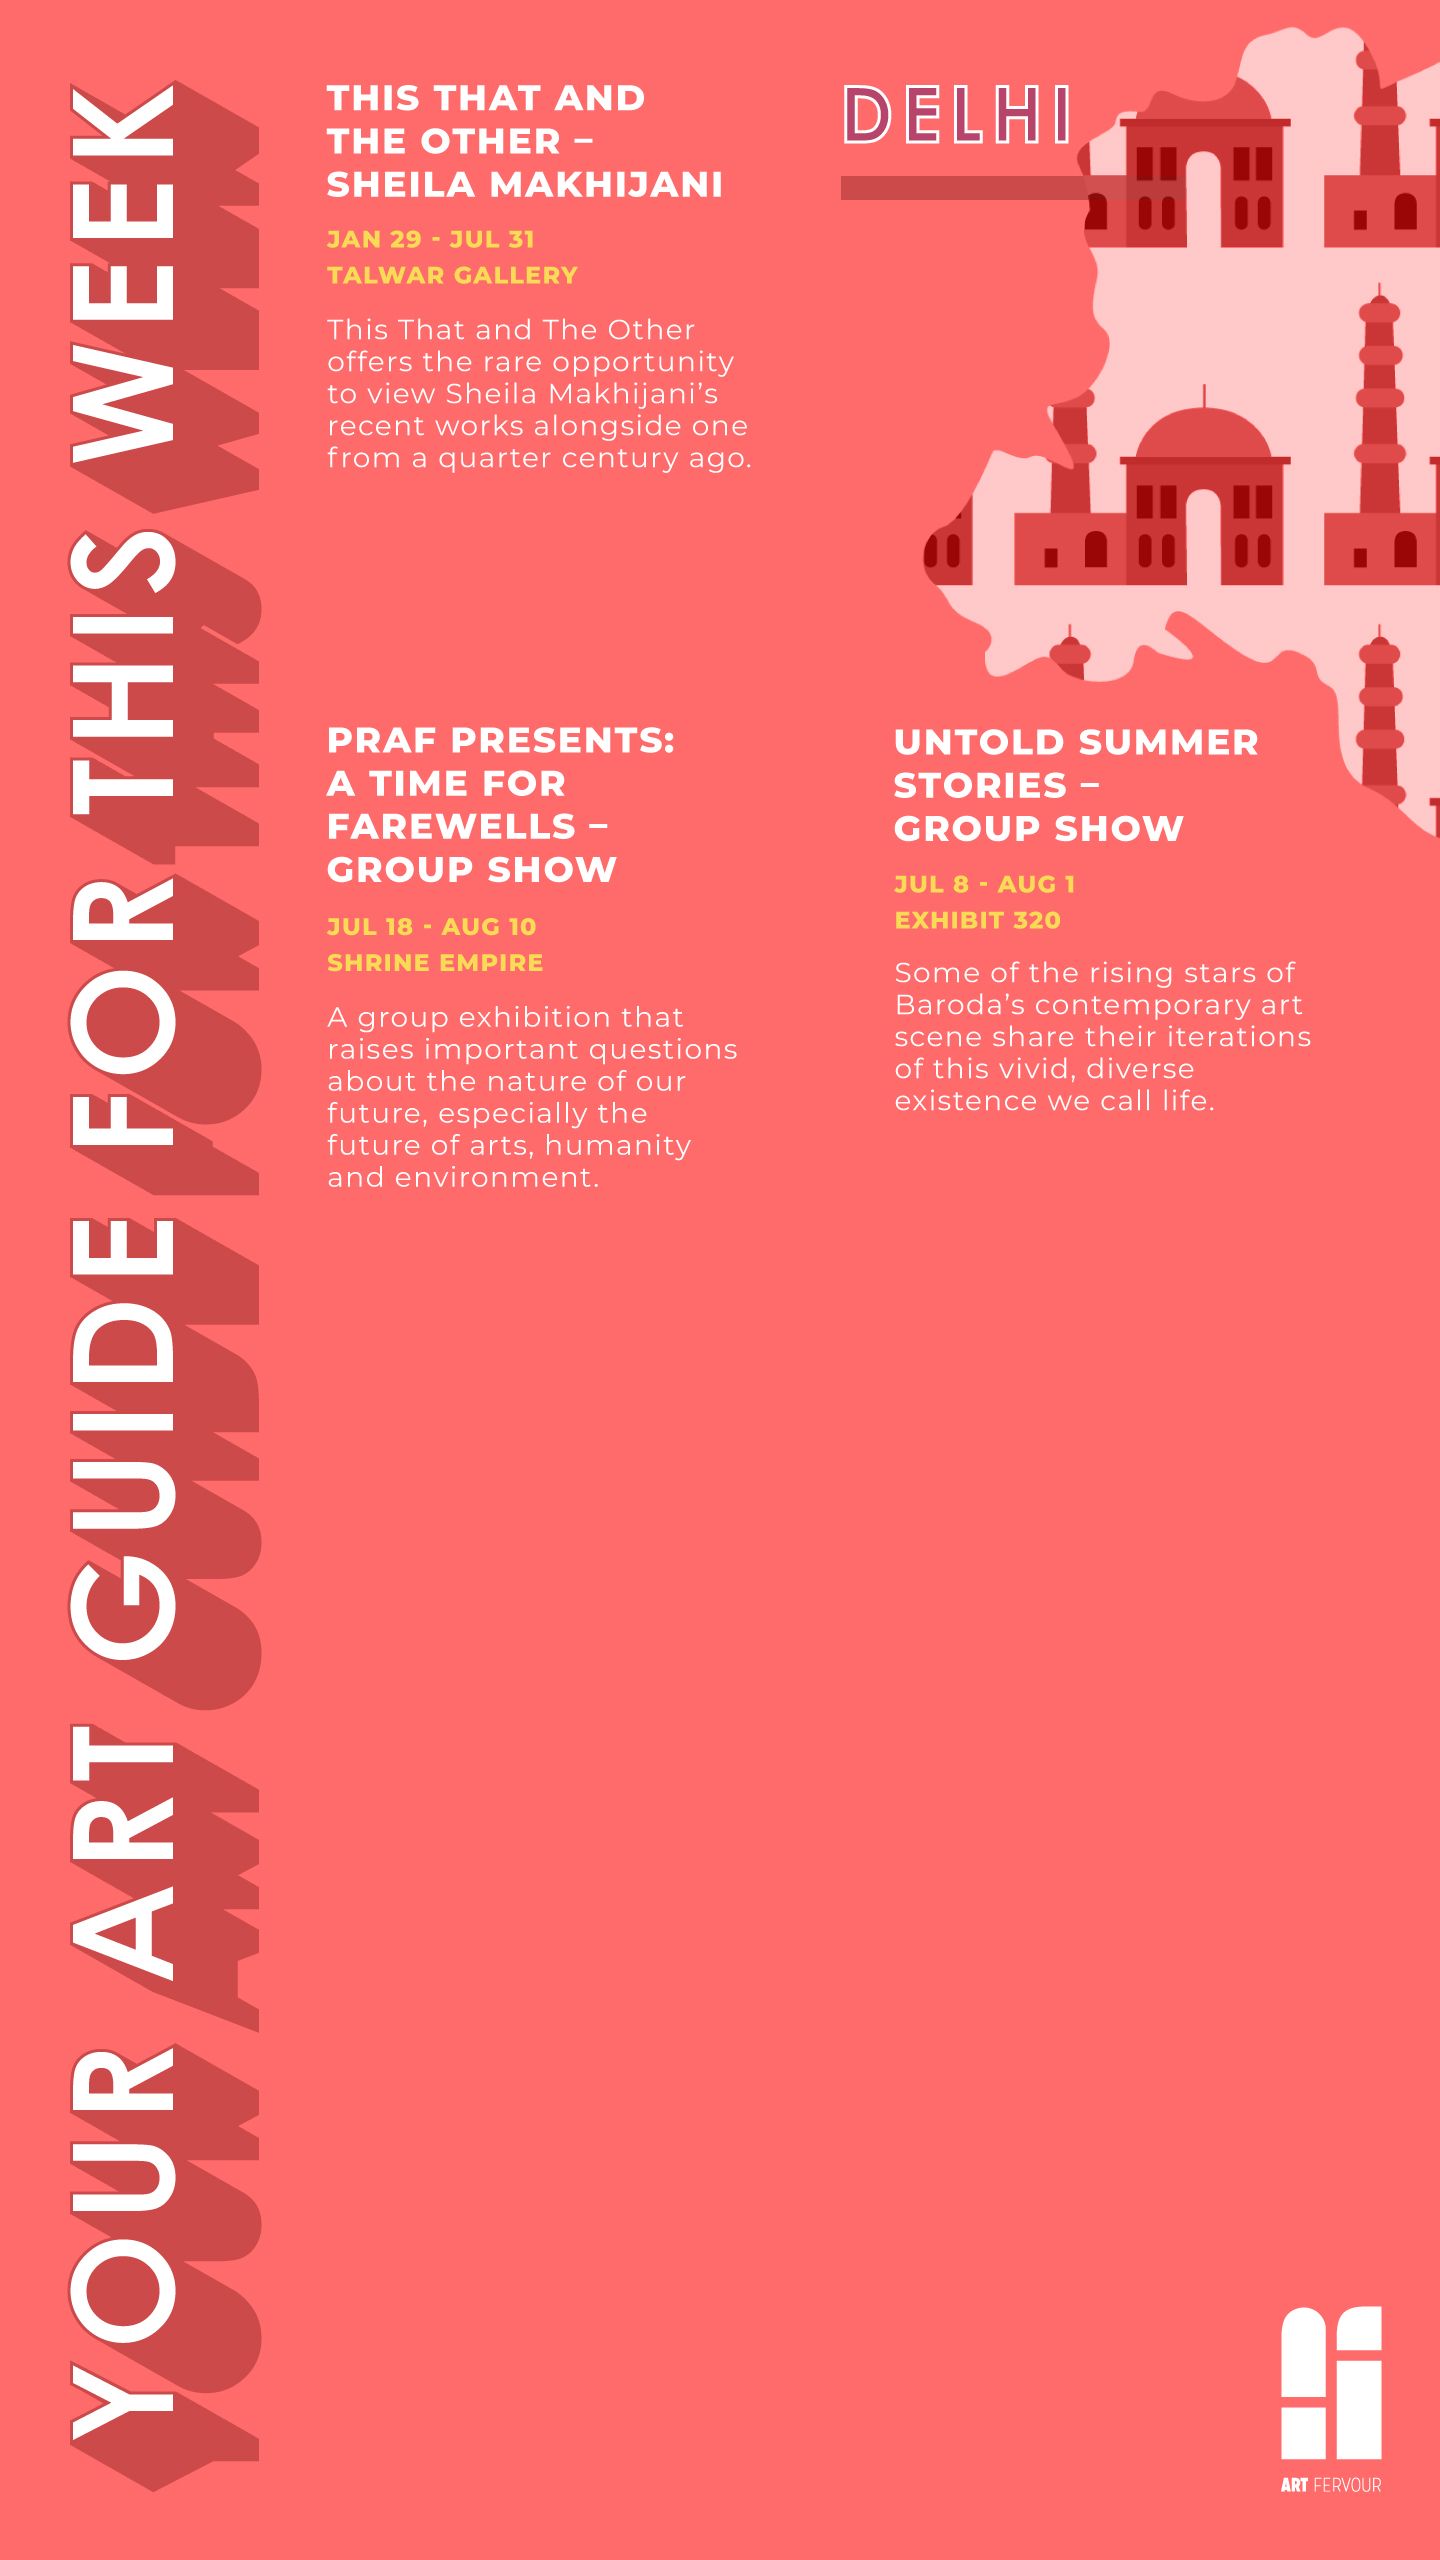 YOUR ART GUIDE FOR THIS WEEK
DELHI
THIS THAT AND
THE OTHER –
SHEILA MAKHIJANI
JAN 29 - JUL 31
TALWAR GALLERY
This That and The Other
offers the rare opportunity
to view Sheila Makhijani’s
recent works alongside one
from a quarter century ago.
PRAF PRESENTS:
A TIME FOR
FAREWELLS –
GROUP SHOW
JUL 18 - AUG 10
SHRINE EMPIRE
A group exhibition that
raises important questions
about the nature of our
future, especially the
future of arts, humanity
and environment.
UNTOLD SUMMER
STORIES –
GROUP SHOW
JUL 8 - AUG 1
EXHIBIT 320
Some of the rising stars of
Baroda’s contemporary art
scene share their iterations
of this vivid, diverse
existence we call life.
ART FERVOUR